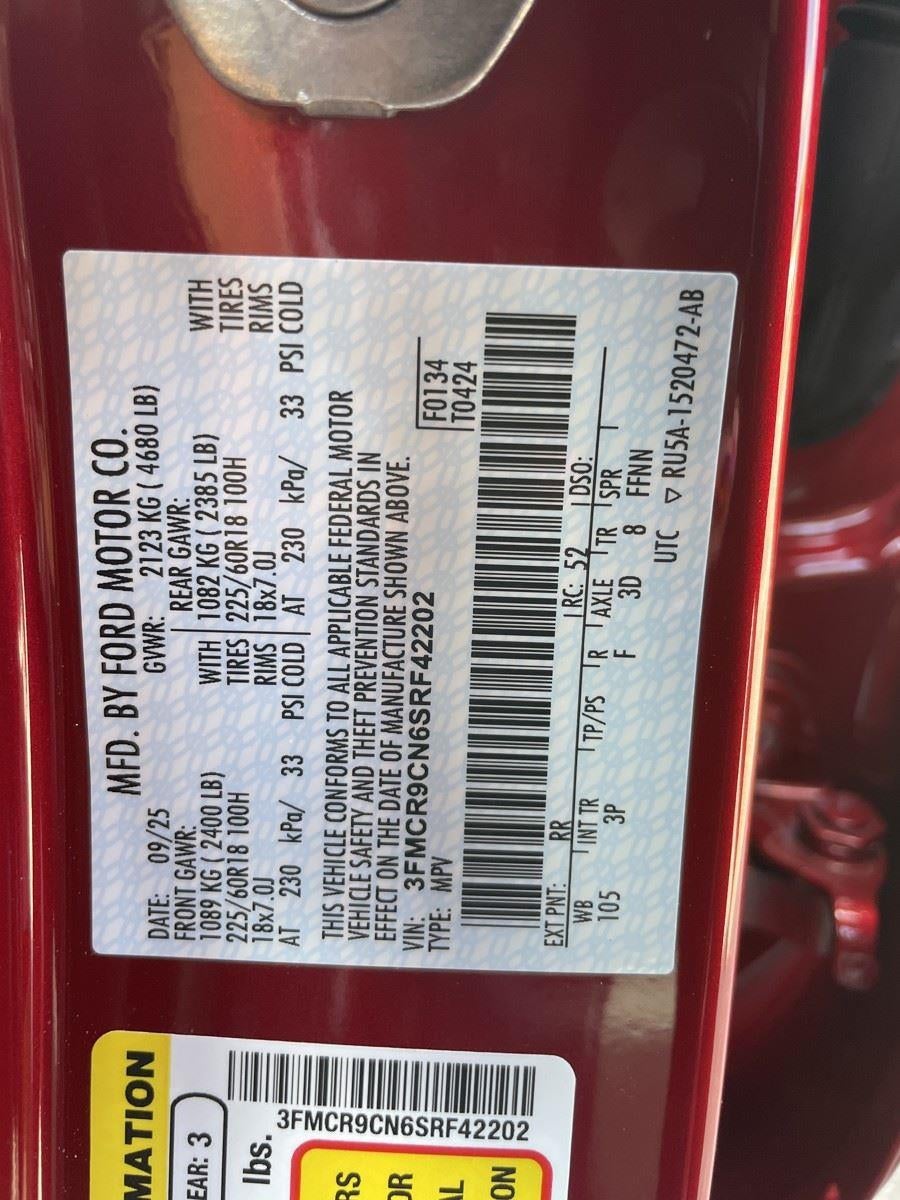 MFD. BY FORD MOTOR CO.
DATE: 09/25 GVWR: 2123 KG ( 4680 LB)
FRONT GAWR: REAR GAWR:
1089 KG ( 2400 LB) WITH 1082 KG ( 2385 LB) WITH
225/60R18 100H TIRES 225/60R18 100H TIRES
18x7.0J RIMS 18x7.0J RIMS
AT 230 kPa/ 33 PSI COLD AT 230 kPa/ 33 PSI COLD
THIS VEHICLE CONFORMS TO ALL APPLICABLE FEDERAL MOTOR
VEHICLE SAFETY AND THEFT PREVENTION STANDARDS IN
EFFECT ON THE DATE OF MANUFACTURE SHOWN ABOVE.
VIN: 3FMCR9CN6SRF42202 F0134
TYPE: MPV T0424
EXT PNT: RR RC: 52 DSO:
WB INT TR TP/PS R AXLE TR SPR
105 3P F 3D 8 FFNN
UTC ▽ RU5A-1520472-AB
MATION
EAR: 3
lbs.
3FMCR9CN6SRF42202
RS
OR
AL
ON